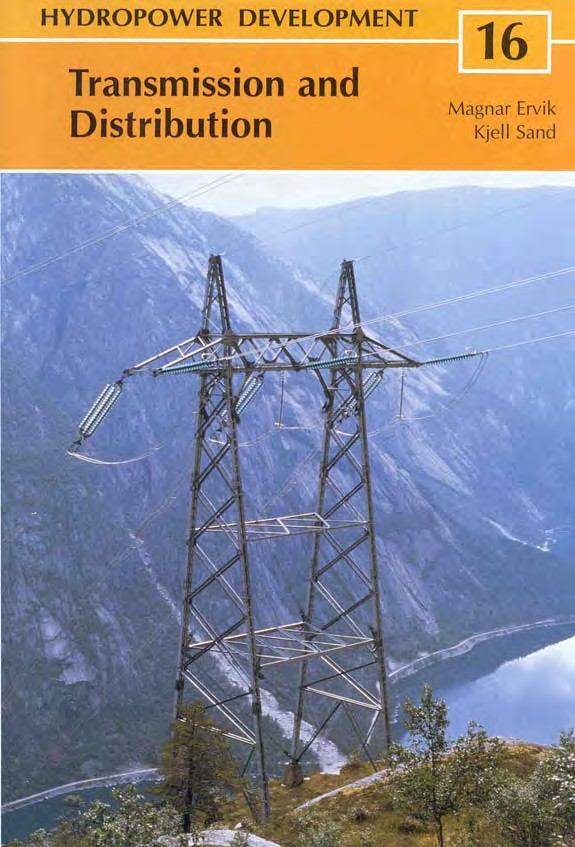 HYDROPOWER DEVELOPMENT
16
Transmission and
Distribution
Magnar Ervik
Kjell Sand